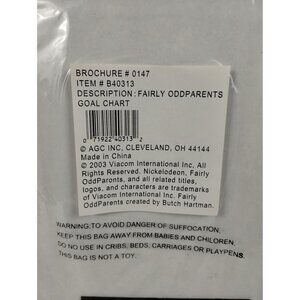 BROCHURE # 0147
ITEM # B40313
DESCRIPTION: FAIRLY ODDPARENTS
GOAL CHART
0 71922 40313 2
© AGC INC, CLEVELAND, OH 44144
Made in China
© 2003 Viacom International Inc. All
Rights Reserved. Nickelodeon, Fairly
OddParents, and all related titles,
logos, and characters are trademarks
of Viacom International Inc. Fairly
OddParents created by Butch Hartman.
WARNING: TO AVOID DANGER OF SUFFOCATION,
KEEP THIS BAG AWAY FROM BABIES AND CHILDREN,
DO NOT USE IN CRIBS, BEDS, CARRIAGES OR PLAYPENS.
THIS BAG IS NOT A TOY.